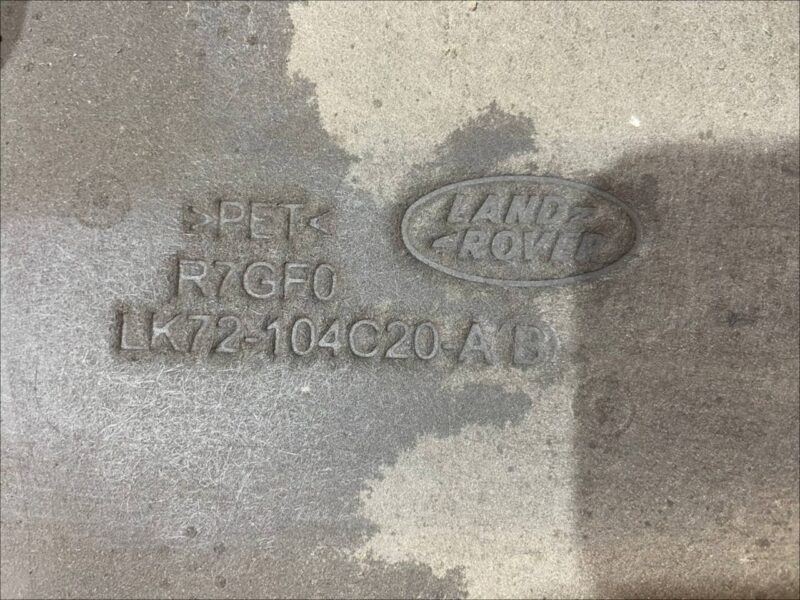 >PET<
LAND
ROVER
R7GF0
LK72-104C20-A B